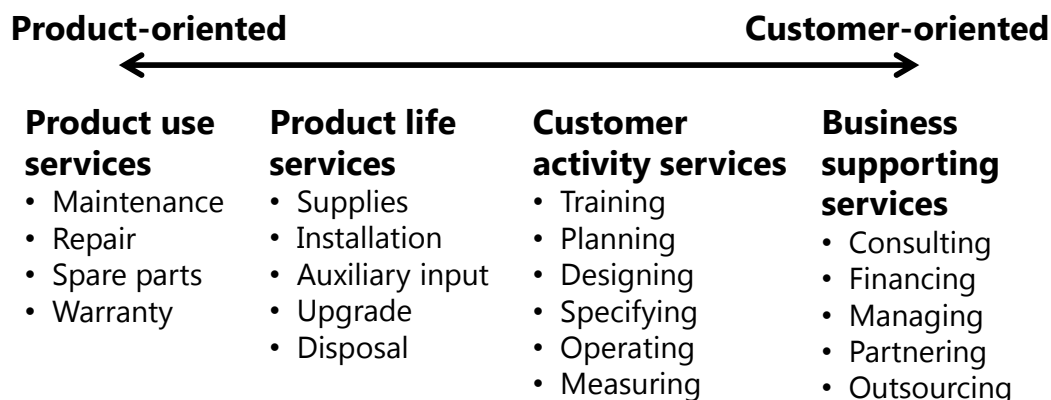 Product-oriented
Customer-oriented
Product use
services
• Maintenance
• Repair
• Spare parts
• Warranty
Product life
services
• Supplies
• Installation
• Auxiliary input
• Upgrade
• Disposal
Customer
activity services
• Training
• Planning
• Designing
• Specifying
• Operating
• Measuring
Business
supporting
services
• Consulting
• Financing
• Managing
• Partnering
• Outsourcing